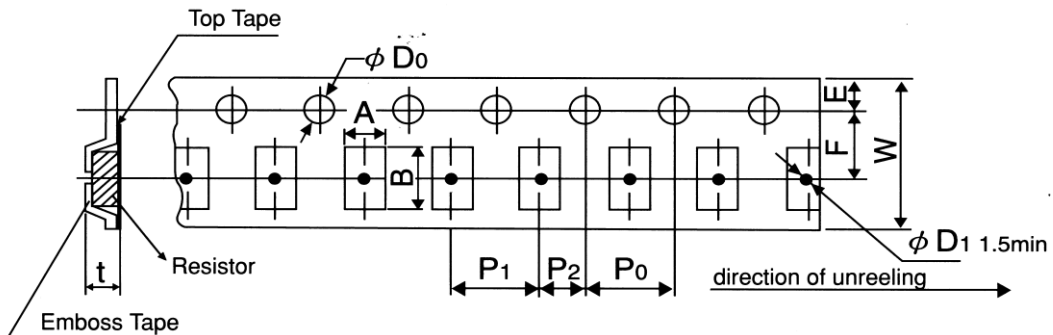 Top Tape
ϕ D0
A
B
E
F
W
ϕ D1 1.5min
P1
P2
P0
direction of unreeling
t
Resistor
Emboss Tape